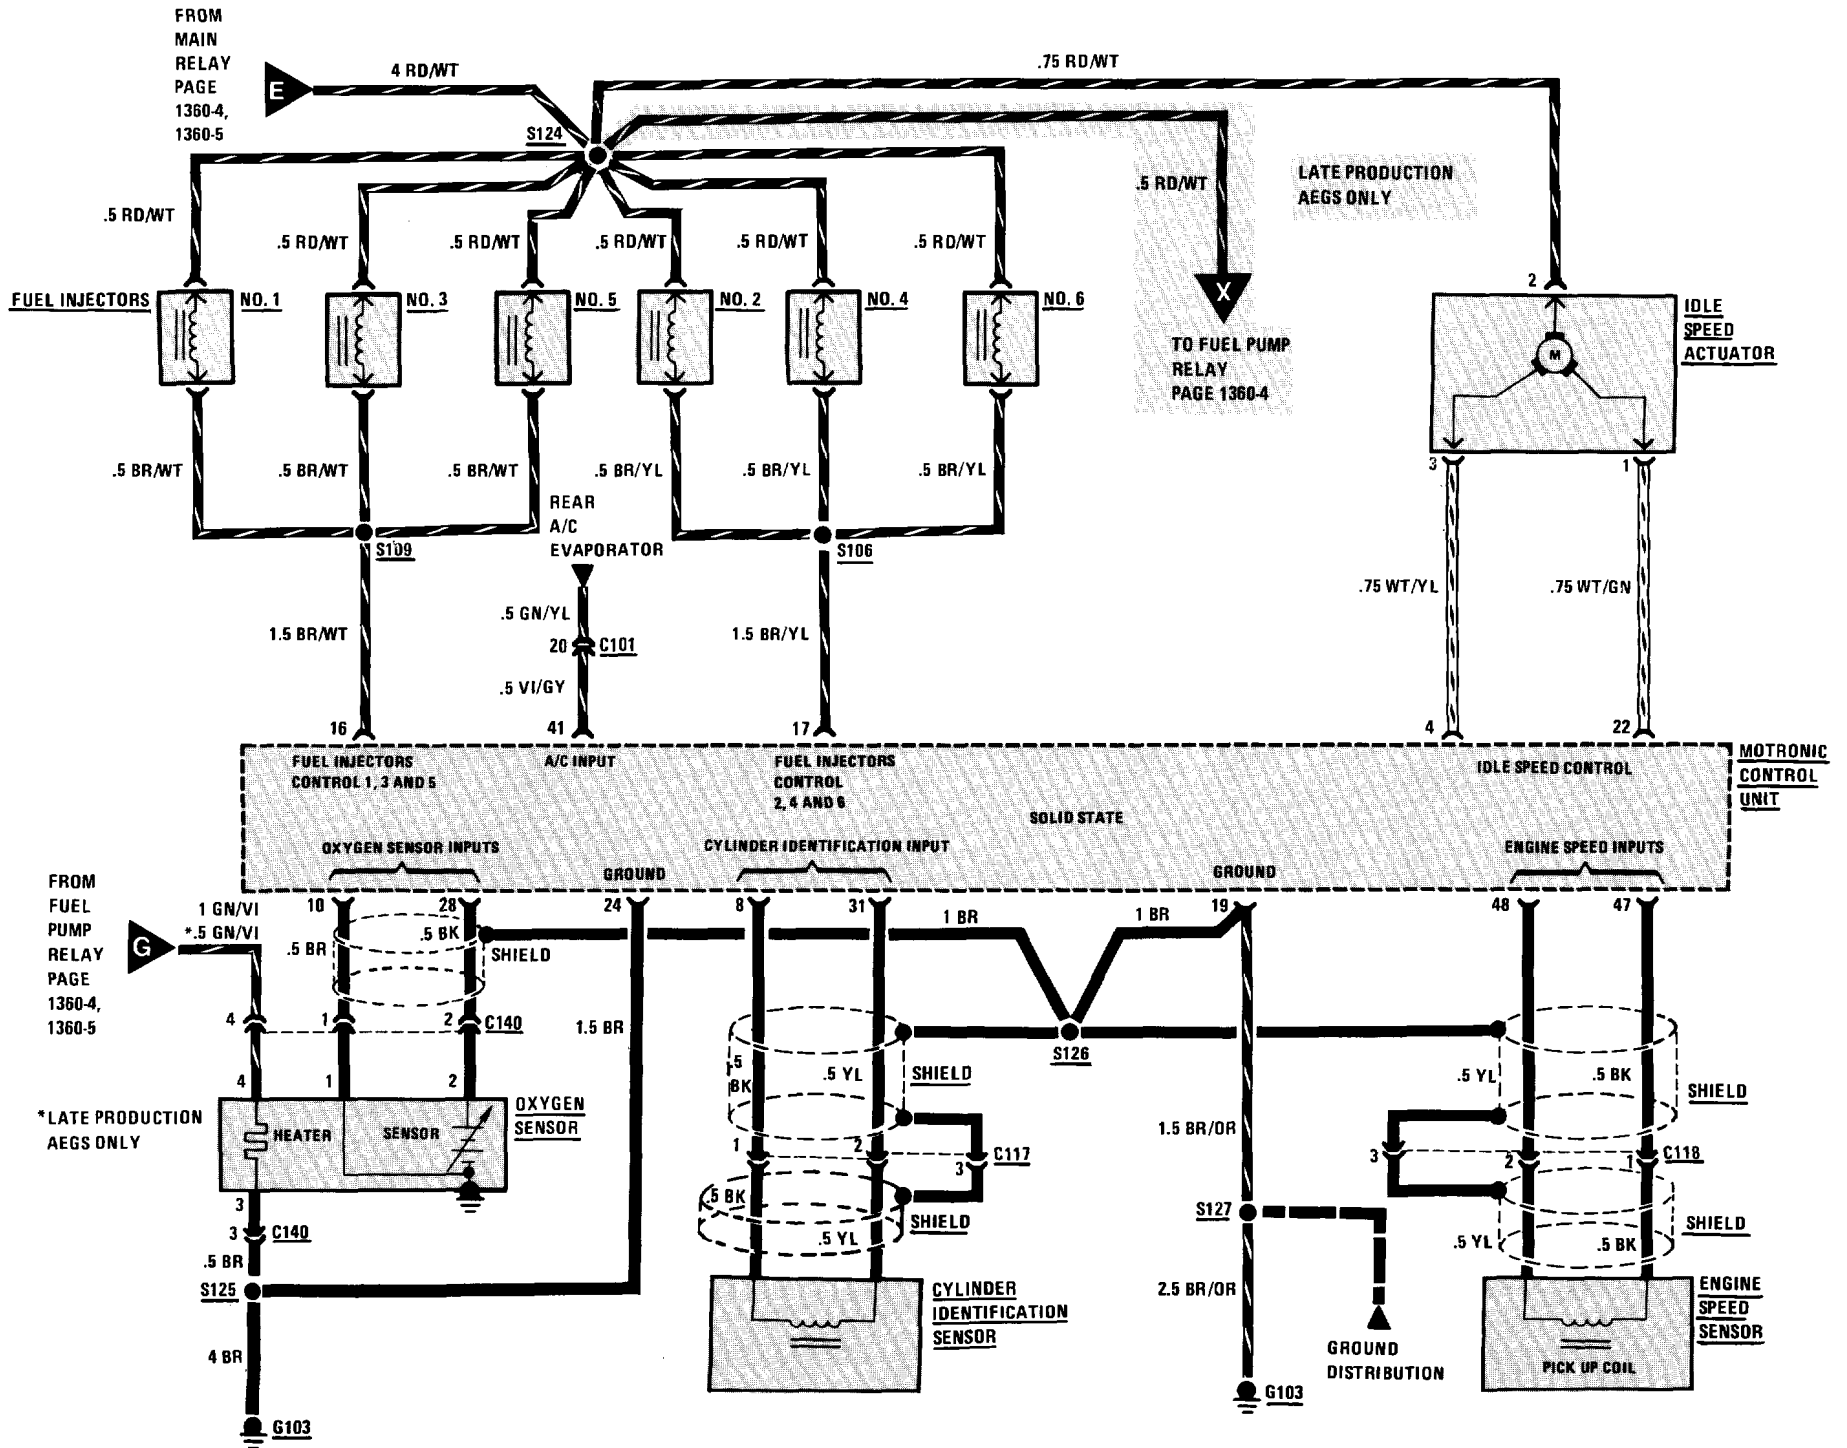 FROM
MAIN
RELAY
PAGE
1360-4,
1360-5
E
4 RD/WT
.75 RD/WT
S124
.5 RD/WT
LATE PRODUCTION
AEGS ONLY
.5 RD/WT
.5 RD/WT
.5 RD/WT
.5 RD/WT
.5 RD/WT
.5 RD/WT
X
TO FUEL PUMP
RELAY
PAGE 1360-4
FUEL INJECTORS
NO. 1
NO. 3
NO. 5
NO. 2
NO. 4
NO. 6
2
M
IDLE
SPEED
ACTUATOR
3
1
.5 BR/WT
.5 BR/WT
.5 BR/WT
.5 BR/YL
.5 BR/YL
.5 BR/YL
REAR
A/C
EVAPORATOR
S109
S106
.75 WT/YL
.75 WT/GN
.5 GN/YL
1.5 BR/WT
20
C101
1.5 BR/YL
.5 VI/GY
16
41
17
4
22
FUEL INJECTORS
CONTROL 1, 3 AND 5
A/C INPUT
FUEL INJECTORS
CONTROL
2, 4 AND 6
IDLE SPEED CONTROL
MOTRONIC
CONTROL
UNIT
SOLID STATE
OXYGEN SENSOR INPUTS
CYLINDER IDENTIFICATION INPUT
ENGINE SPEED INPUTS
GROUND
GROUND
FROM
FUEL
PUMP
RELAY
PAGE
1360-4,
1360-5
G
1 GN/VI
*.5 GN/VI
10
28
24
8
31
19
48
47
.5 BR
.5 BK
SHIELD
1 BR
1 BR
4
1
2
C140
1.5 BR
S126
4
1
2
.5
BK
.5 YL
SHIELD
.5 YL
.5 BK
SHIELD
*LATE PRODUCTION
AEGS ONLY
HEATER
SENSOR
OXYGEN
SENSOR
1.5 BR/OR
1
2
3
C117
3
2
1
C118
3
3
C140
.5 BK
.5 YL
SHIELD
S127
.5 YL
.5 BK
SHIELD
.5 BR
S125
CYLINDER
IDENTIFICATION
SENSOR
2.5 BR/OR
ENGINE
SPEED
SENSOR
PICK UP COIL
GROUND
DISTRIBUTION
4 BR
G103
G103